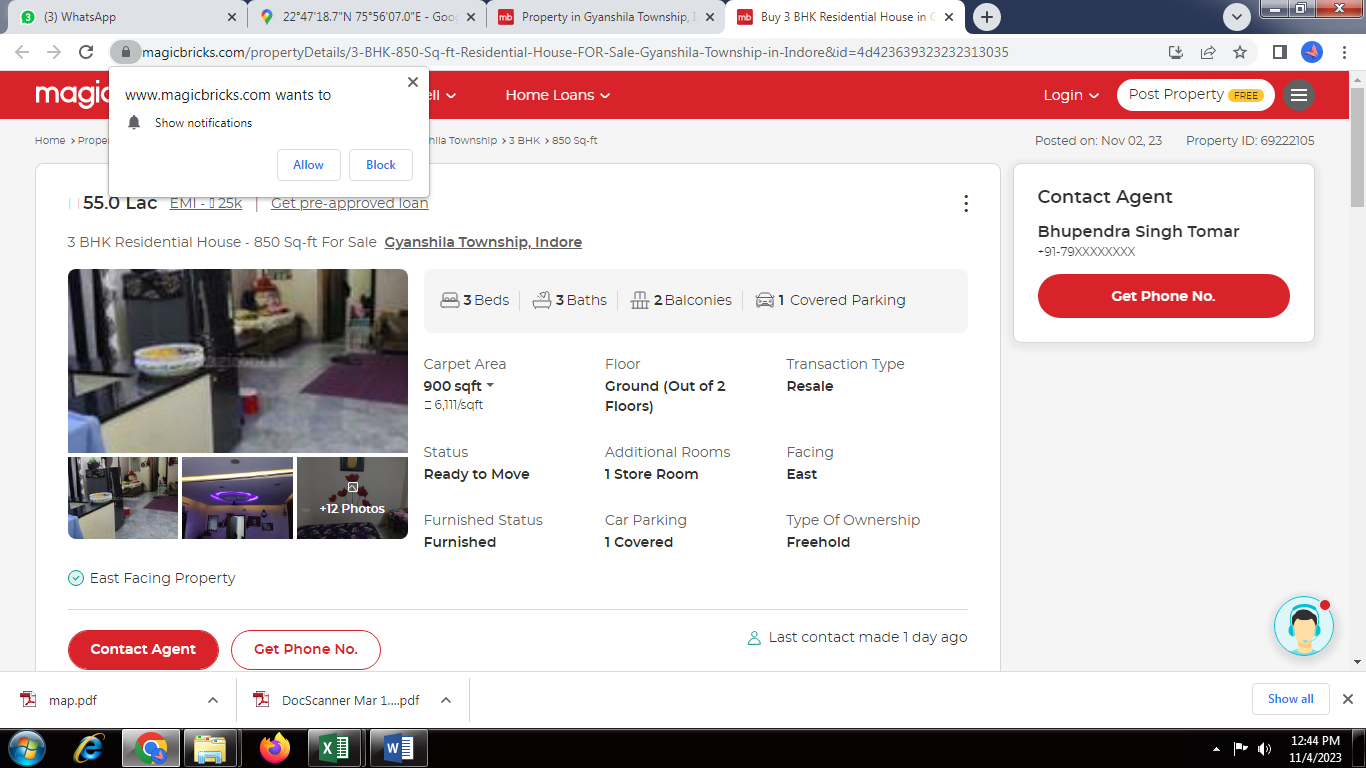 (3) WhatsApp
22°47'18.7"N 75°56'07.0"E - Goo
Property in Gyanshila Township, I
Buy 3 BHK Residential House in G
magicbricks.com/propertyDetails/3-BHK-850-Sq-ft-Residential-House-FOR-Sale-Gyanshila-Township-in-Indore&id=4d423639323232313035
www.magicbricks.com wants to
Show notifications
Allow Block
magic
ell
Home Loans
Login
Post Property FREE
Home > Proper
hila Township > 3 BHK > 850 Sq-ft
Posted on: Nov 02, 23 Property ID: 69222105
55.0 Lac EMI - 25k | Get pre-approved loan
3 BHK Residential House - 850 Sq-ft For Sale Gyanshila Township, Indore
3 Beds 3 Baths 2 Balconies 1 Covered Parking
Carpet Area
900 sqft
6,111/sqft
Floor
Ground (Out of 2
Floors)
Transaction Type
Resale
Status
Ready to Move
Additional Rooms
1 Store Room
Facing
East
Furnished Status
Furnished
Car Parking
1 Covered
Type Of Ownership
Freehold
+12 Photos
East Facing Property
Contact Agent Get Phone No.
Last contact made 1 day ago
Contact Agent
Bhupendra Singh Tomar
+91-79XXXXXXXX
Get Phone No.
map.pdf
DocScanner Mar 1....pdf
Show all
12:44 PM
11/4/2023